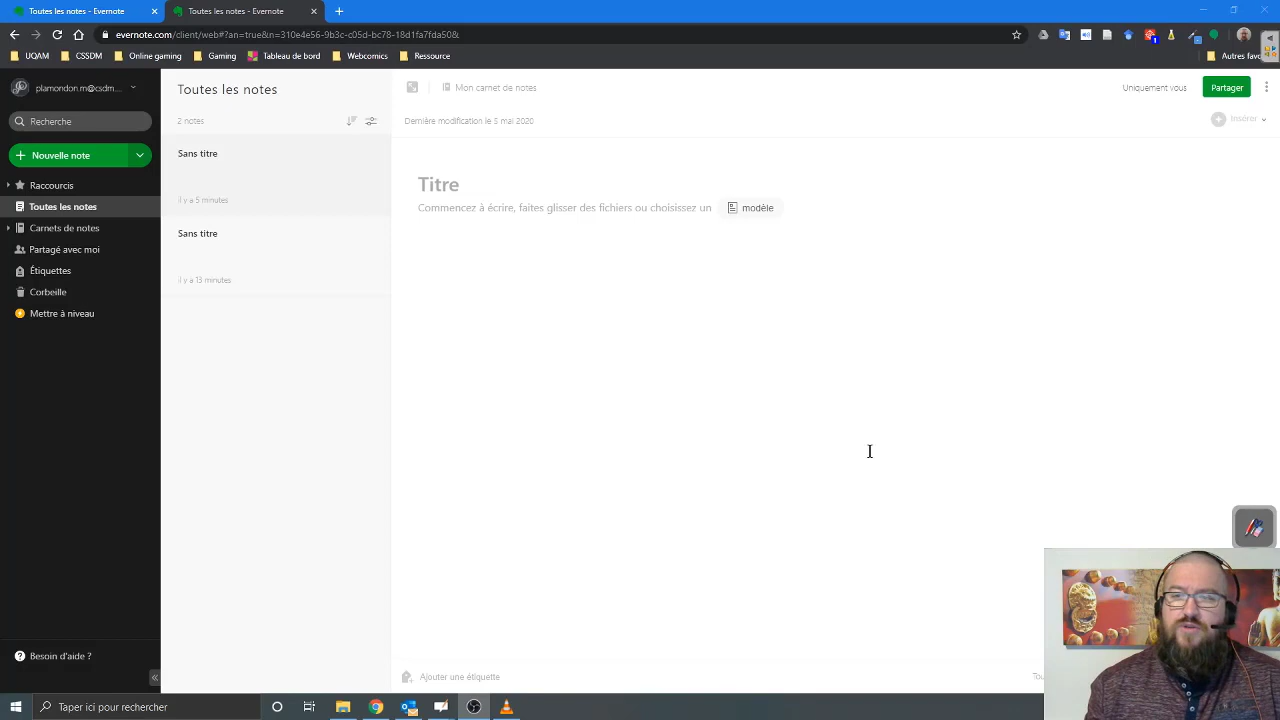 Toutes les notes - Evernote
Toutes les notes - Evernote
evernote.com/client/web#?an=true&n=310e4e56-9b3c-c05d-bc78-18d1fa7fda50&
UQAM
CSSDM
Online gaming
Gaming
Tableau de bord
Webcomics
Ressource
Autres favo
plamondon.m@csdm...
Recherche
Nouvelle note
Raccourcis
Toutes les notes
Carnets de notes
Partagé avec moi
Étiquettes
Corbeille
Mettre à niveau
Besoin d'aide ?
Toutes les notes
2 notes
Sans titre
il y a 5 minutes
Sans titre
il y a 13 minutes
Mon carnet de notes
Uniquement vous
Partager
Dernière modification le 5 mai 2020
Insérer
Titre
Commencez à écrire, faites glisser des fichiers ou choisissez un modèle
Ajouter une étiquette
Tou
Taper ici pour rechercher